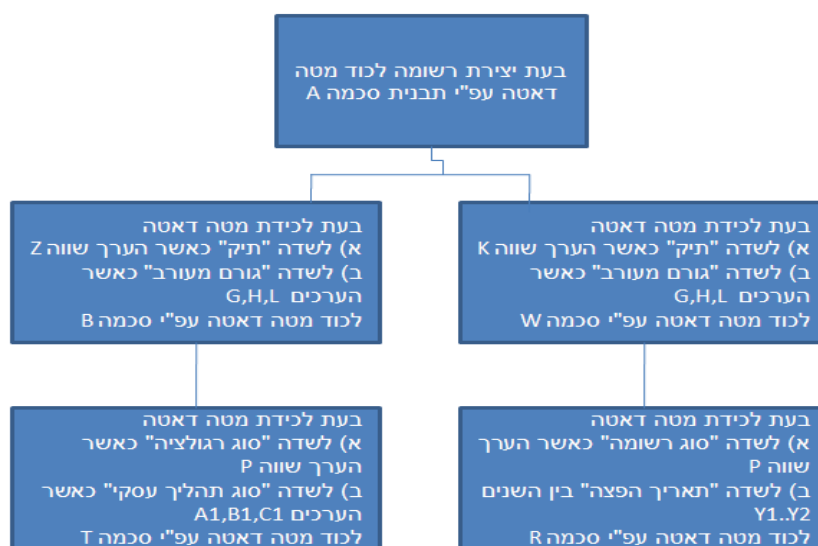 בעת יצירת רשומה לכוד מטה
דאטה עפ"י תבנית סכמה A
בעת לכידת מטה דאטה
א) לשדה "תיק" כאשר הערך שווה K
ב) לשדה "גורם מעורב" כאשר
הערכים G,H,L
לכוד מטה דאטה עפ"י סכמה W
בעת לכידת מטה דאטה
א) לשדה "תיק" כאשר הערך שווה Z
ב) לשדה "גורם מעורב" כאשר
הערכים G,H,L
לכוד מטה דאטה עפ"י סכמה B
בעת לכידת מטה דאטה
א) לשדה "סוג רשומה" כאשר הערך
שווה P
ב) לשדה "תאריך הפצה" בין השנים
Y1..Y2
לכוד מטה דאטה עפ"י סכמה R
בעת לכידת מטה דאטה
א) לשדה "סוג רגולציה" כאשר
הערך שווה P
ב) לשדה "סוג תהליך עסקי" כאשר
הערכים A1,B1,C1
לכוד מטה דאטה עפ"י סכמה T